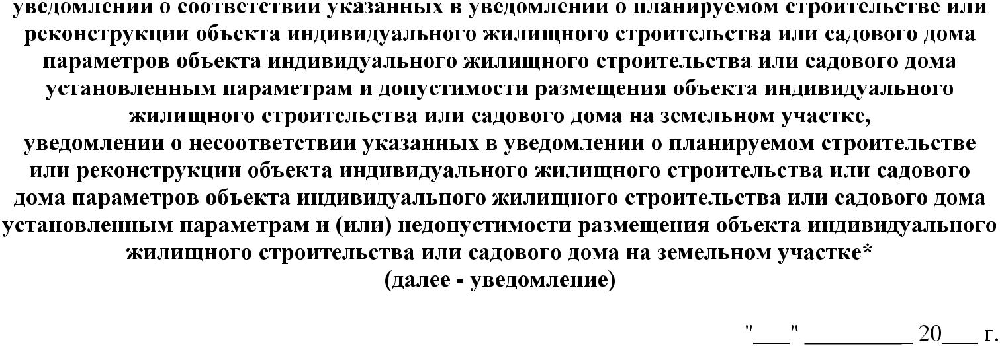 уведомлении о соответствии указанных в уведомлении о планируемом строительстве или
реконструкции объекта индивидуального жилищного строительства или садового дома
параметров объекта индивидуального жилищного строительства или садового дома
установленным параметрам и допустимости размещения объекта индивидуального
жилищного строительства или садового дома на земельном участке,
уведомлении о несоответствии указанных в уведомлении о планируемом строительстве
или реконструкции объекта индивидуального жилищного строительства или садового
дома параметров объекта индивидуального жилищного строительства или садового дома
установленным параметрам и (или) недопустимости размещения объекта индивидуального
жилищного строительства или садового дома на земельном участке*
(далее - уведомление)
"___" _________ 20___ г.